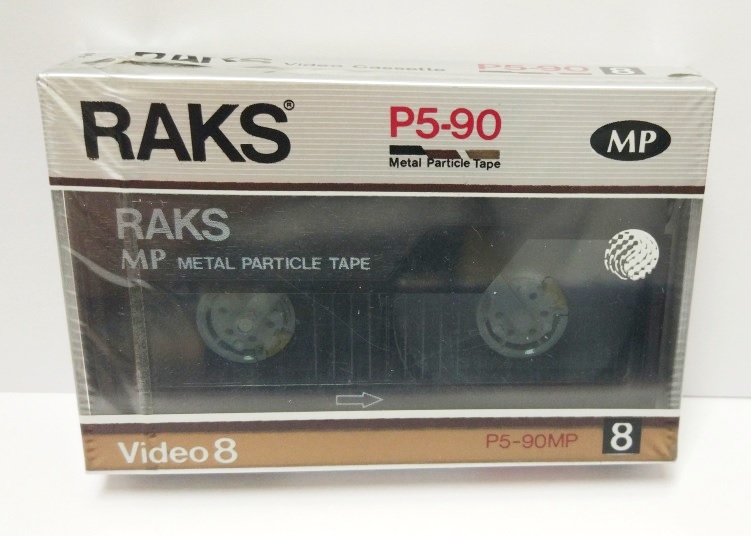 RAKS Video Cassette P5-90 8
RAKS® P5-90 MP
Metal Particle Tape
RAKS
MP METAL PARTICLE TAPE
Video 8 P5-90MP 8